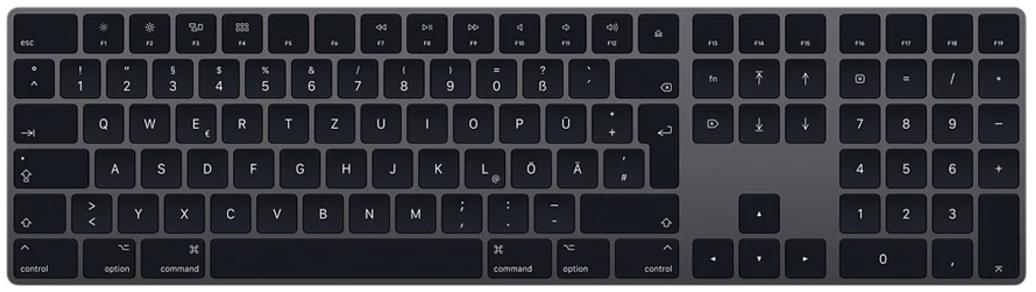 esc F1 F2 F3 F4 F5 F6 F7 F8 F9 F10 F11 F12 F13 F14 F15 F16 F17 F18 F19
° ! " § $ % & / ( ) = ? `
^ 1 2 3 4 5 6 7 8 9 0 ß ´ fn = / *
Q W E € R T Z U I O P Ü * + 7 8 9 −
A S D F G H J K L @ Ö Ä ' # 4 5 6 +
> < Y X C V B N M ; , : . _ - 1 2 3
control option command command option control 0 ,